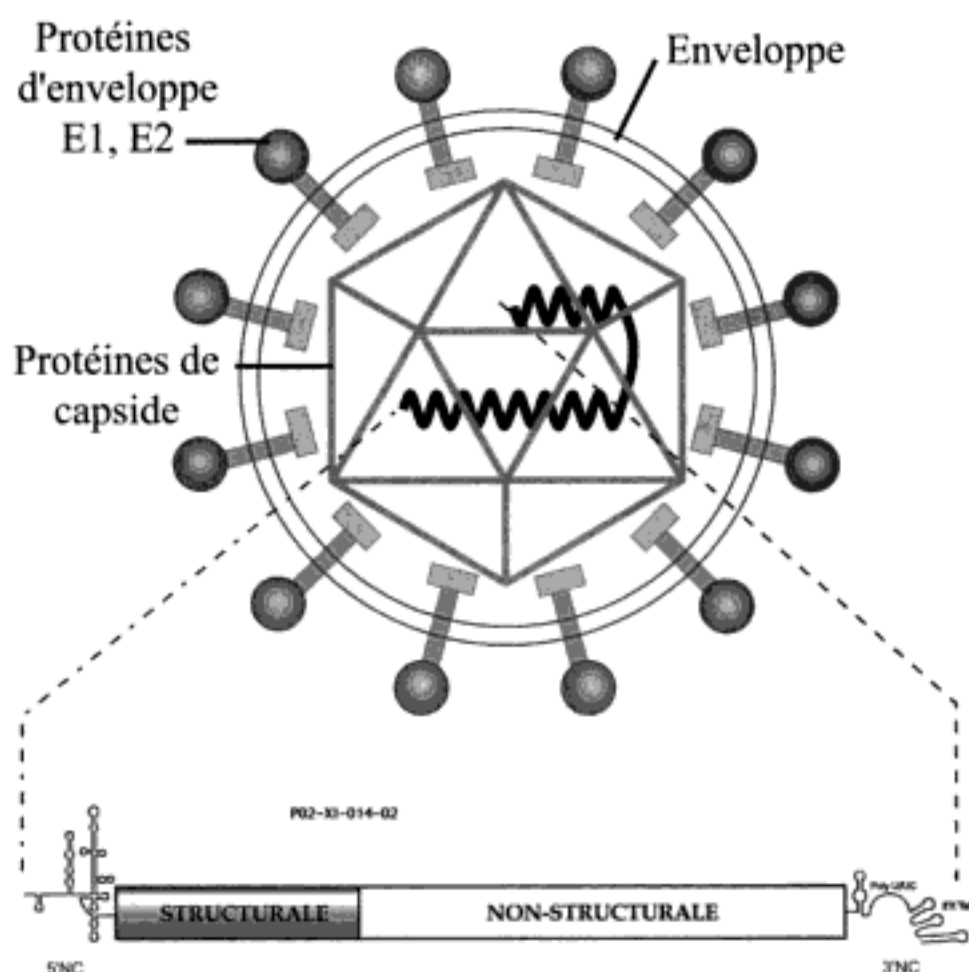 Protéines
d'enveloppe
E1, E2
Enveloppe
Protéines de
capside
P02-XI-014-02
STRUCTURALE
NON-STRUCTURALE
5'NC
3'NC